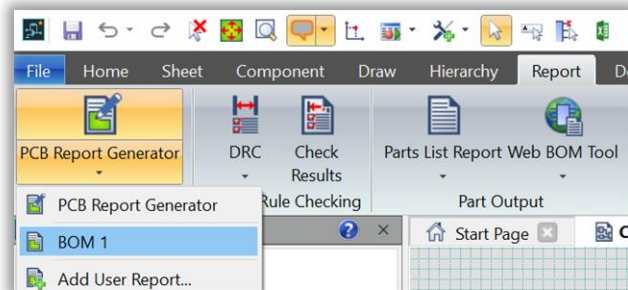 File Home Sheet Component Draw Hierarchy Report
PCB Report Generator DRC Check Results Parts List Report Web BOM Tool
Rule Checking Part Output
PCB Report Generator
BOM 1
Add User Report...
Start Page